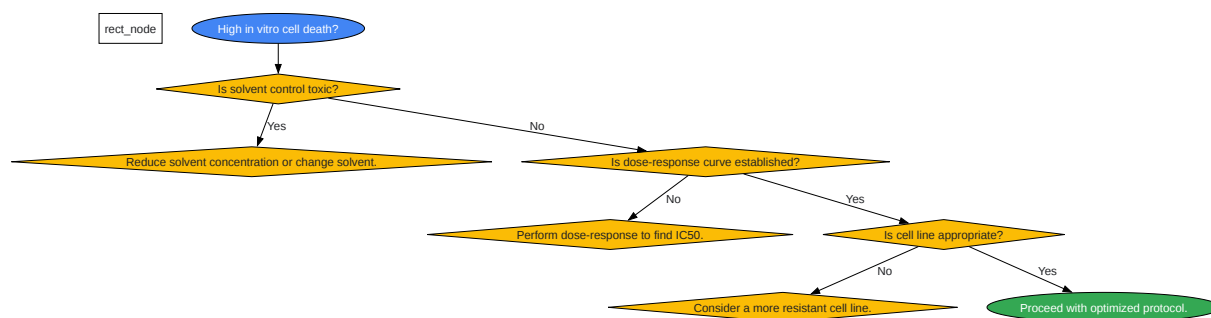 rect_node
High in vitro cell death?
Is solvent control toxic?
Yes
No
Reduce solvent concentration or change solvent.
Is dose-response curve established?
No
Yes
Perform dose-response to find IC50.
Is cell line appropriate?
No
Yes
Consider a more resistant cell line.
Proceed with optimized protocol.